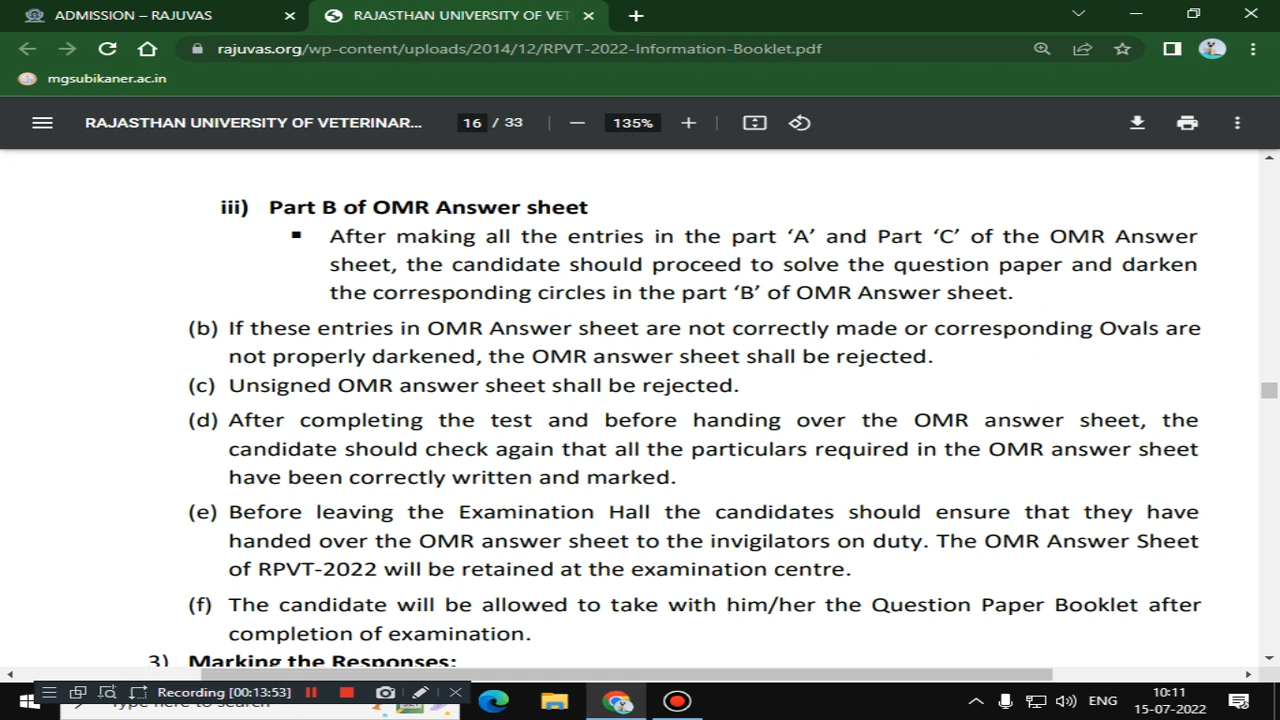 ADMISSION – RAJUVAS
RAJASTHAN UNIVERSITY OF VET
rajuvas.org/wp-content/uploads/2014/12/RPVT-2022-Information-Booklet.pdf
mgsubikaner.ac.in
RAJASTHAN UNIVERSITY OF VETERINAR... 16 / 33 135%
iii) Part B of OMR Answer sheet
▪ After making all the entries in the part ‘A’ and Part ‘C’ of the OMR Answer
sheet, the candidate should proceed to solve the question paper and darken
the corresponding circles in the part ‘B’ of OMR Answer sheet.
(b) If these entries in OMR Answer sheet are not correctly made or corresponding Ovals are
not properly darkened, the OMR answer sheet shall be rejected.
(c) Unsigned OMR answer sheet shall be rejected.
(d) After completing the test and before handing over the OMR answer sheet, the
candidate should check again that all the particulars required in the OMR answer sheet
have been correctly written and marked.
(e) Before leaving the Examination Hall the candidates should ensure that they have
handed over the OMR answer sheet to the invigilators on duty. The OMR Answer Sheet
of RPVT-2022 will be retained at the examination centre.
(f) The candidate will be allowed to take with him/her the Question Paper Booklet after
completion of examination.
3) Marking the Responses:
Recording [00:13:53]
Type here to search
ENG
10:11
15-07-2022